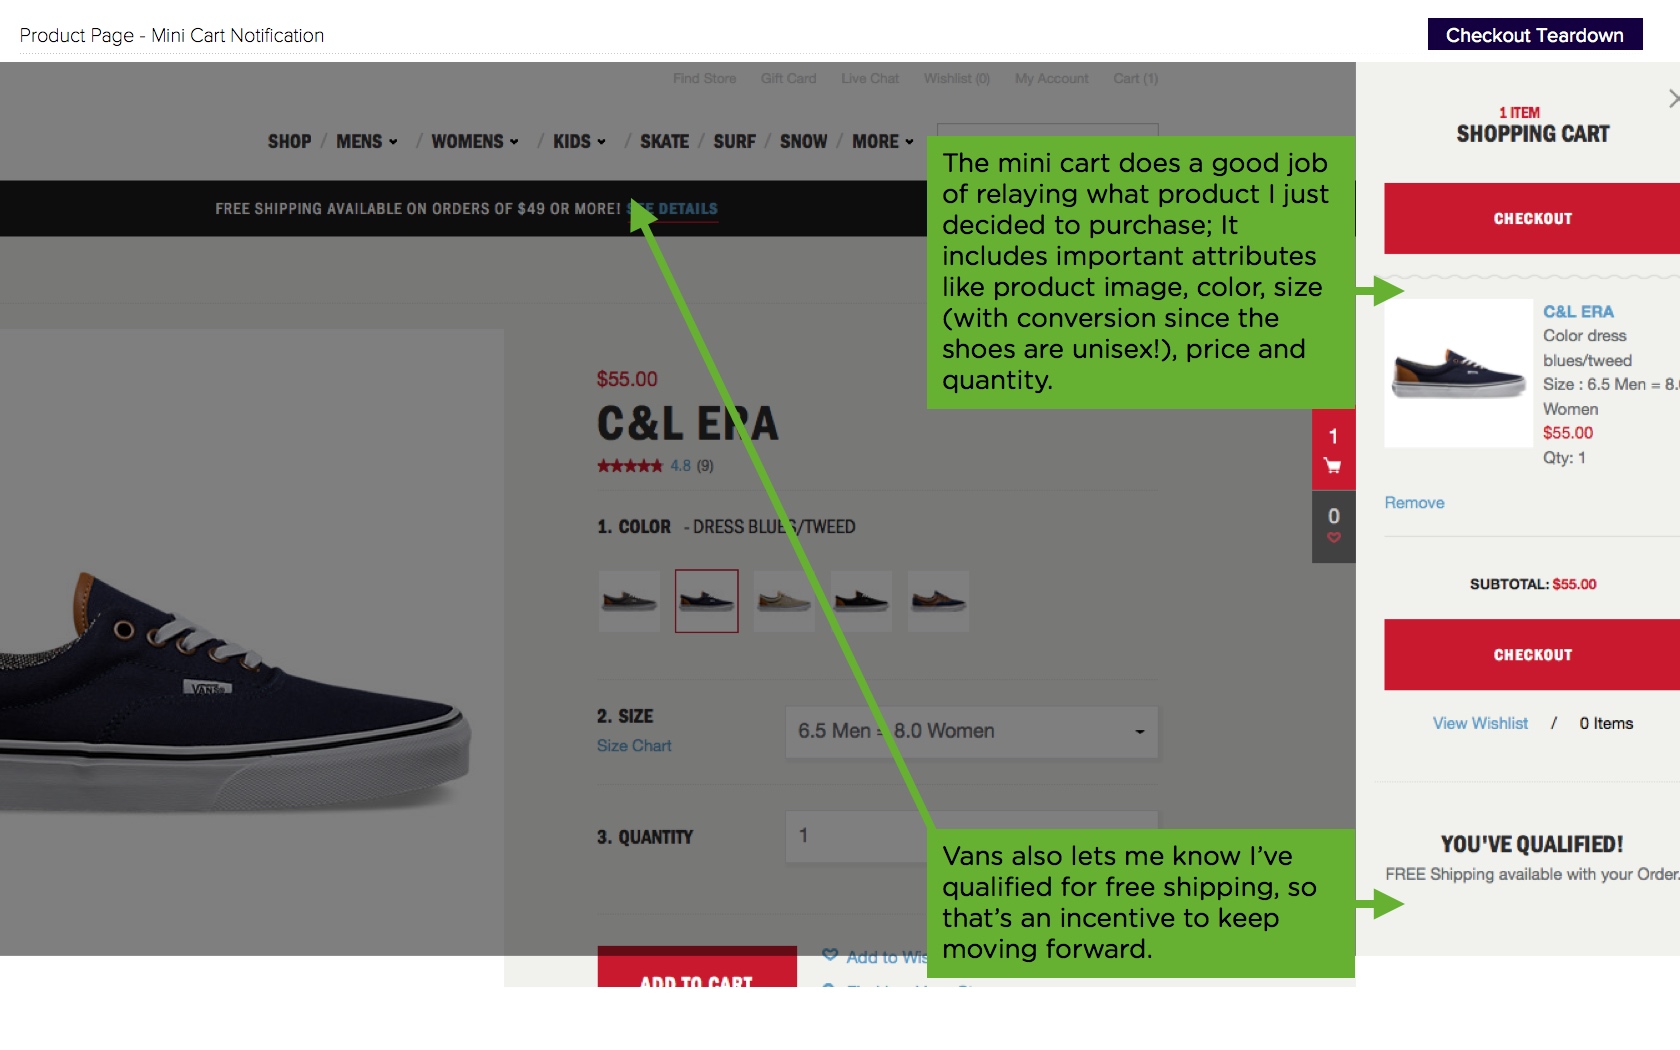 Product Page - Mini Cart Notification
Checkout Teardown
Find Store Gift Card Live Chat Wishlist (0) My Account Cart (1)
SHOP / MENS / WOMENS / KIDS / SKATE / SURF / SNOW / MORE
FREE SHIPPING AVAILABLE ON ORDERS OF $49 OR MORE! SEE DETAILS
The mini cart does a good job
of relaying what product I just
decided to purchase; It
includes important attributes
like product image, color, size
(with conversion since the
shoes are unisex!), price and
quantity.
$55.00
C&L ERA
4.8 (9)
1. COLOR - DRESS BLUES/TWEED
VANS
2. SIZE
Size Chart
6.5 Men = 8.0 Women
3. QUANTITY
1
ADD TO CART
Add to Wis
Vans also lets me know I've
qualified for free shipping, so
that's an incentive to keep
moving forward.
1
0
1 ITEM
SHOPPING CART
CHECKOUT
C&L ERA
Color dress
blues/tweed
Size : 6.5 Men = 8.
Women
$55.00
Qty: 1
Remove
SUBTOTAL: $55.00
CHECKOUT
View Wishlist / 0 Items
YOU'VE QUALIFIED!
FREE Shipping available with your Order.